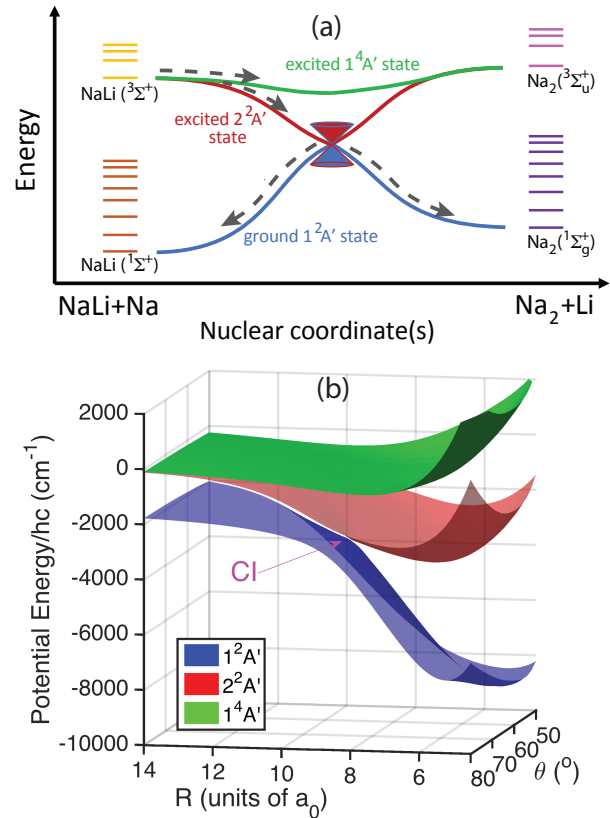 (a)
Energy
NaLi (³Σ⁺)
excited 1⁴A' state
Na₂(³Σᵤ⁺)
excited 2²A'
state
ground 1²A' state
NaLi (¹Σ⁺)
Na₂(¹Σg⁺)
NaLi+Na
Na₂+Li
Nuclear coordinate(s)
(b)
Potential Energy/hc (cm⁻¹)
2000
0
-2000
-4000
-6000
-8000
-10000
CI
1²A'
2²A'
1⁴A'
14
12
10
8
6
R (units of a₀)
80
70
60
50
θ (°)